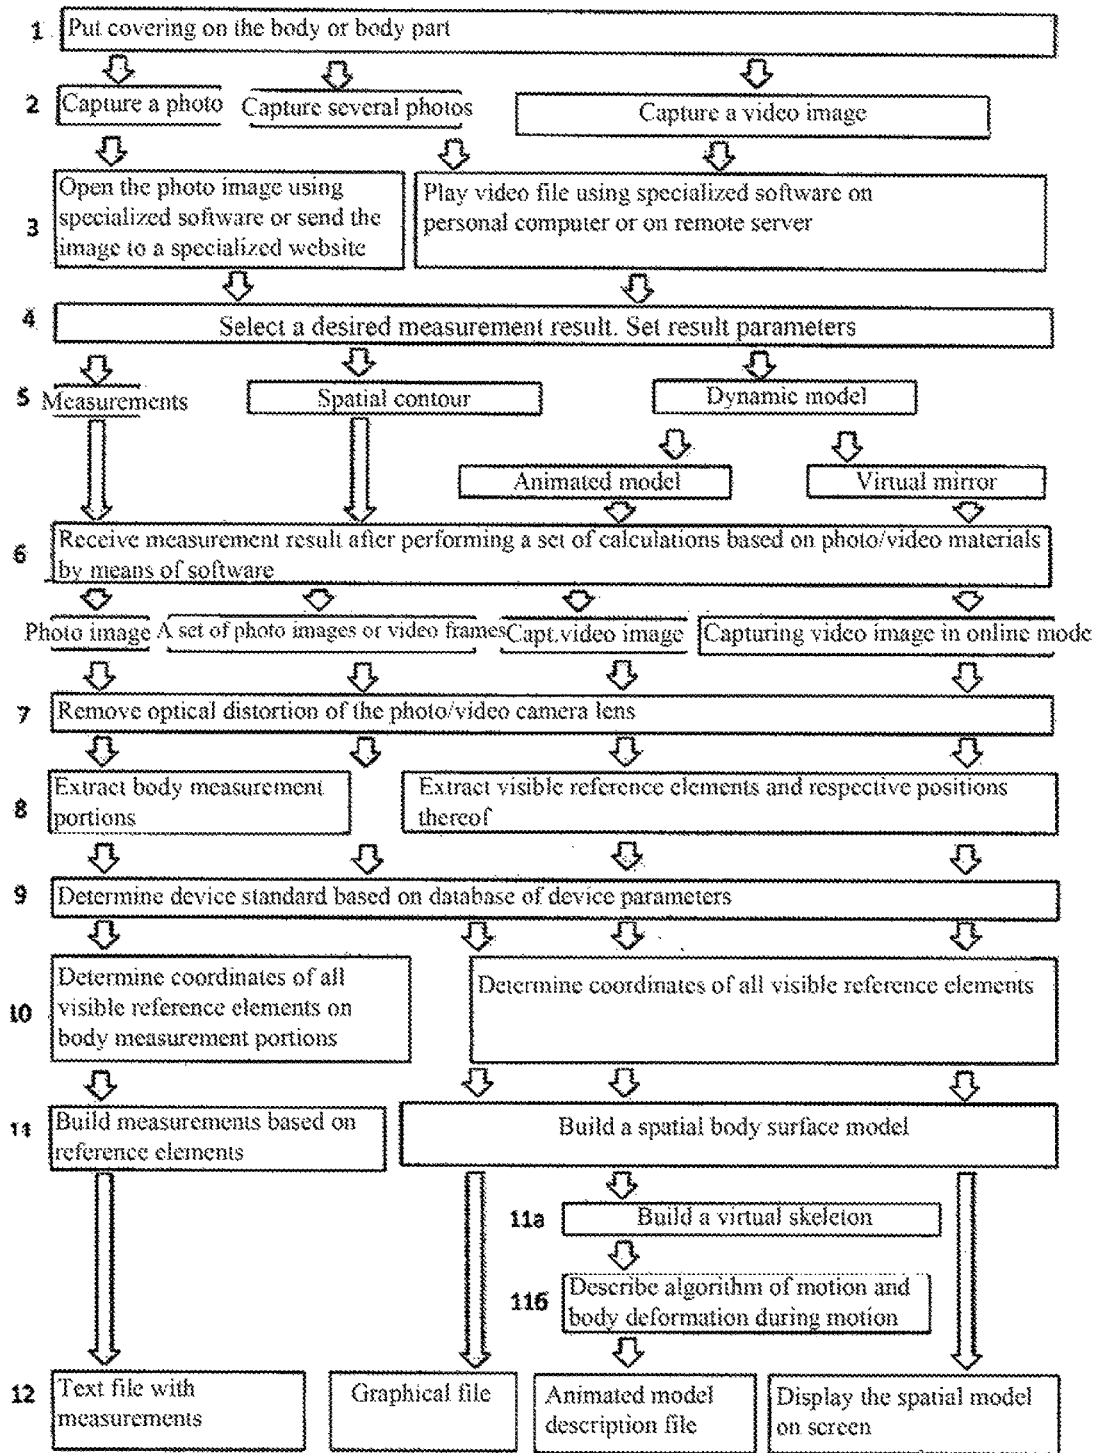 1 Put covering on the body or body part
2 Capture a photo Capture several photos Capture a video image
Open the photo image using
specialized software or send the
image to a specialized website
3
Play video file using specialized software on
personal computer or on remote server
4 Select a desired measurement result. Set result parameters
5 Measurements Spatial contour Dynamic model
Animated model Virtual mirror
6 Receive measurement result after performing a set of calculations based on photo/video materials
by means of software
Photo image A set of photo images or video frames Capt.video image Capturing video image in online mode
7 Remove optical distortion of the photo/video camera lens
8 Extract body measurement
portions
Extract visible reference elements and respective positions
thereof
9 Determine device standard based on database of device parameters
10 Determine coordinates of all
visible reference elements on
body measurement portions
Determine coordinates of all visible reference elements
11 Build measurements based on
reference elements
Build a spatial body surface model
11a Build a virtual skeleton
11б Describe algorithm of motion and
body deformation during motion
12 Text file with
measurements
Graphical file
Animated model
description file
Display the spatial model
on screen